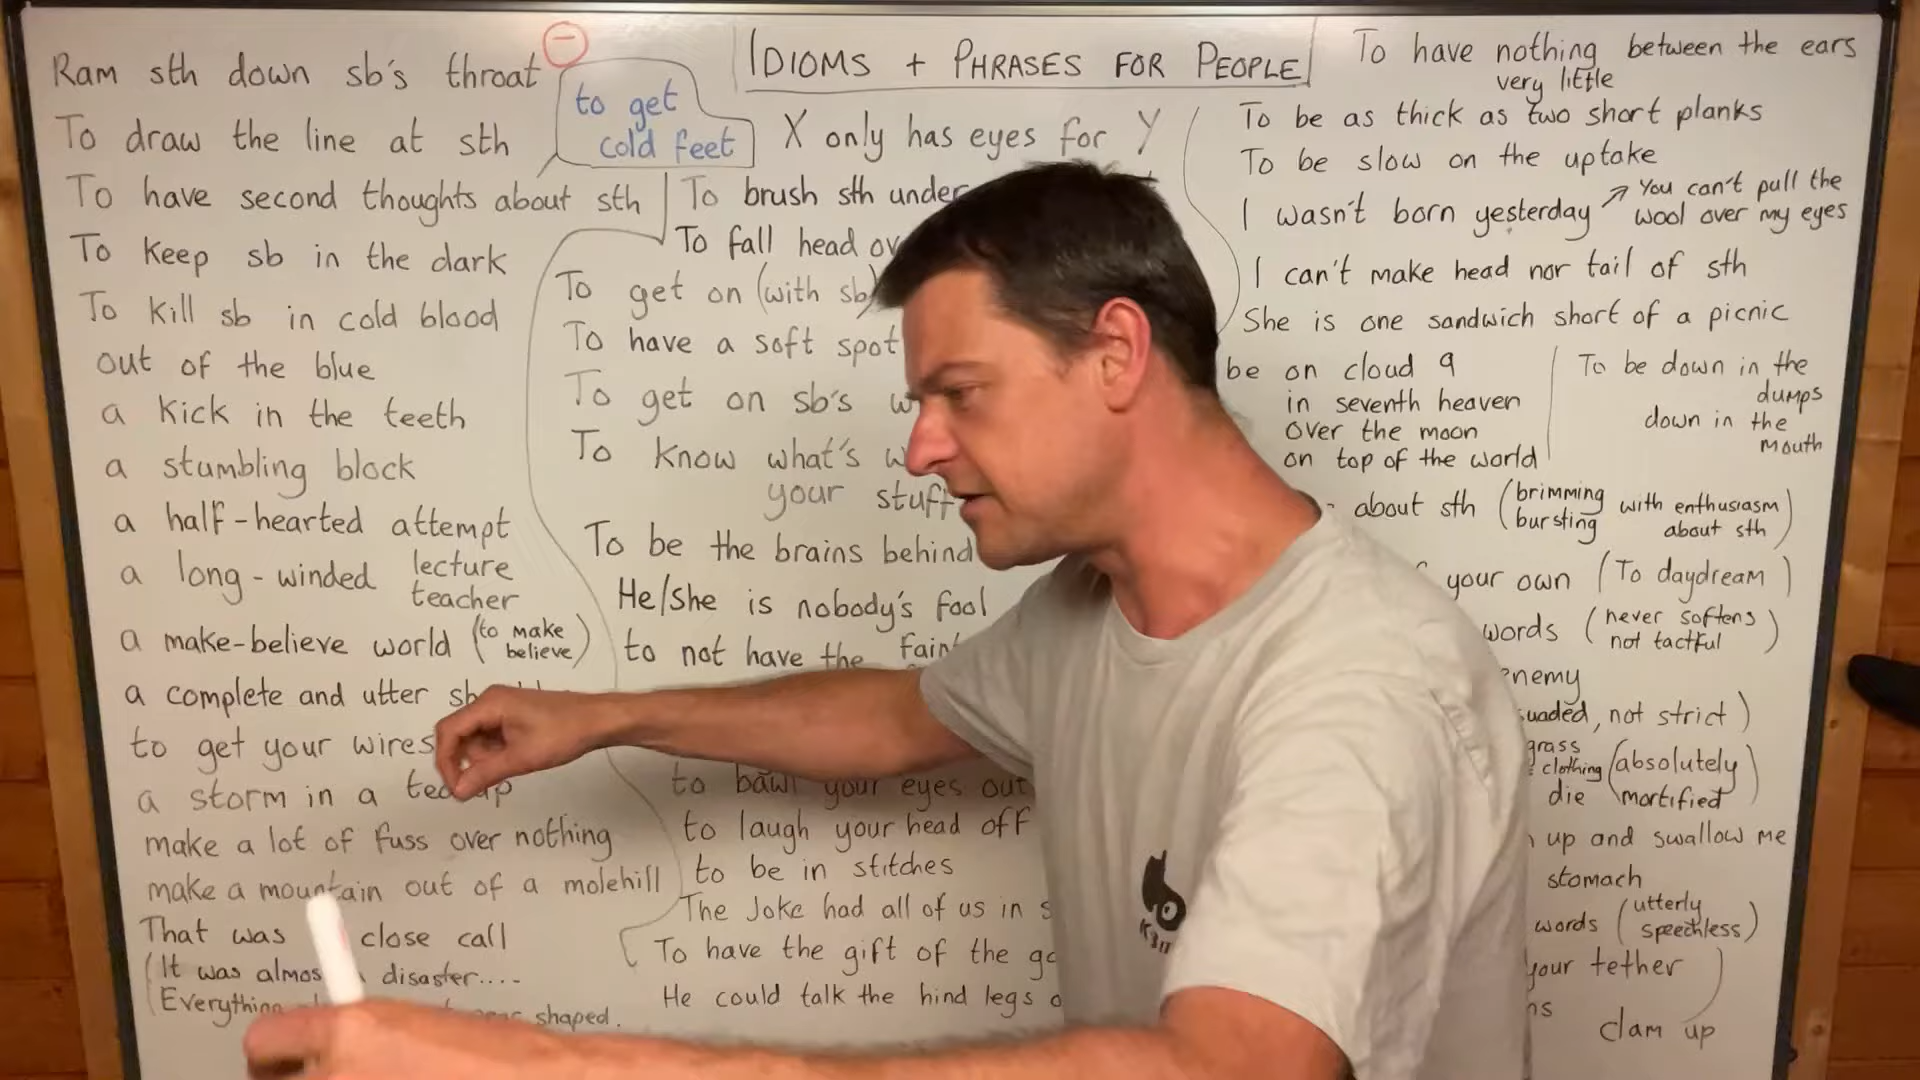 Ram sth down sb's throat
To draw the line at sth
To have second thoughts about sth
To keep sb in the dark
To kill sb in cold blood
out of the blue
a kick in the teeth
a stumbling block
a half-hearted attempt
a long-winded lecture
teacher
a make-believe world (to make
believe)
a complete and utter
to get your wires
a storm in a
make a lot of fuss over nothing
make a mountain out of a molehill
That was close call
(It was almost disaster....
Everything shaped.
−
to get
cold feet
IDIOMS + PHRASES FOR PEOPLE
X only has eyes for Y
To brush sth under
To fall head
To get on (with sb)
To have a soft spot
To get on sb's
To know what's
your stuff
To be the brains behind
He/She is nobody's fool
to not have the
to bawl your eyes out
to laugh your head off
to be in stitches
The Joke had all of us in
To have the gift of the
He could talk the hind legs
To have nothing between the ears
very little
To be as thick as two short planks
To be slow on the uptake
I wasn't born yesterday ↗ You can't pull the
wool over my eyes
I can't make head nor tail of sth
She is one sandwich short of a picnic
be on cloud 9
in seventh heaven
over the moon
on top of the world
To be down in the
dumps
down in the
mouth
about sth (brimming with enthusiasm
bursting about sth)
your own (To daydream)
words (never softens
not tactful)
enemy
, not strict)
grass
clothing (absolutely
die mortified)
up and swallow me
stomach
words (utterly
speechless)
your tether
clam up